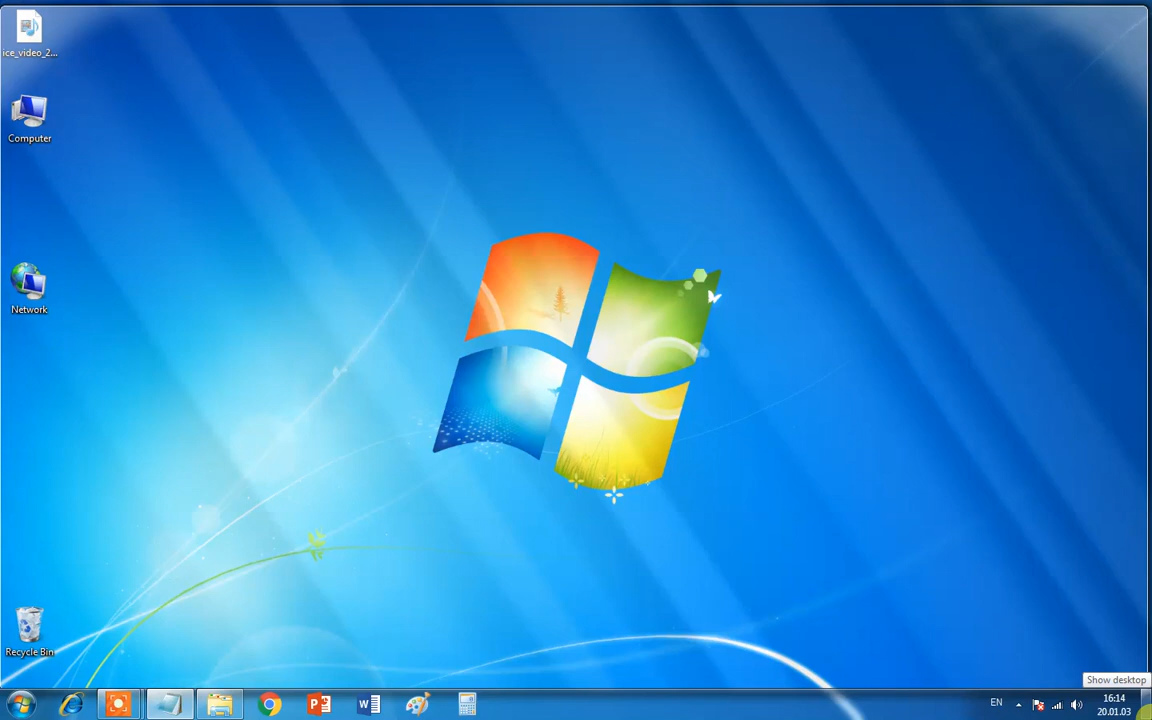 ice_video_2...
Computer
Network
Recycle Bin
Show desktop
EN
16:14
20.01.03